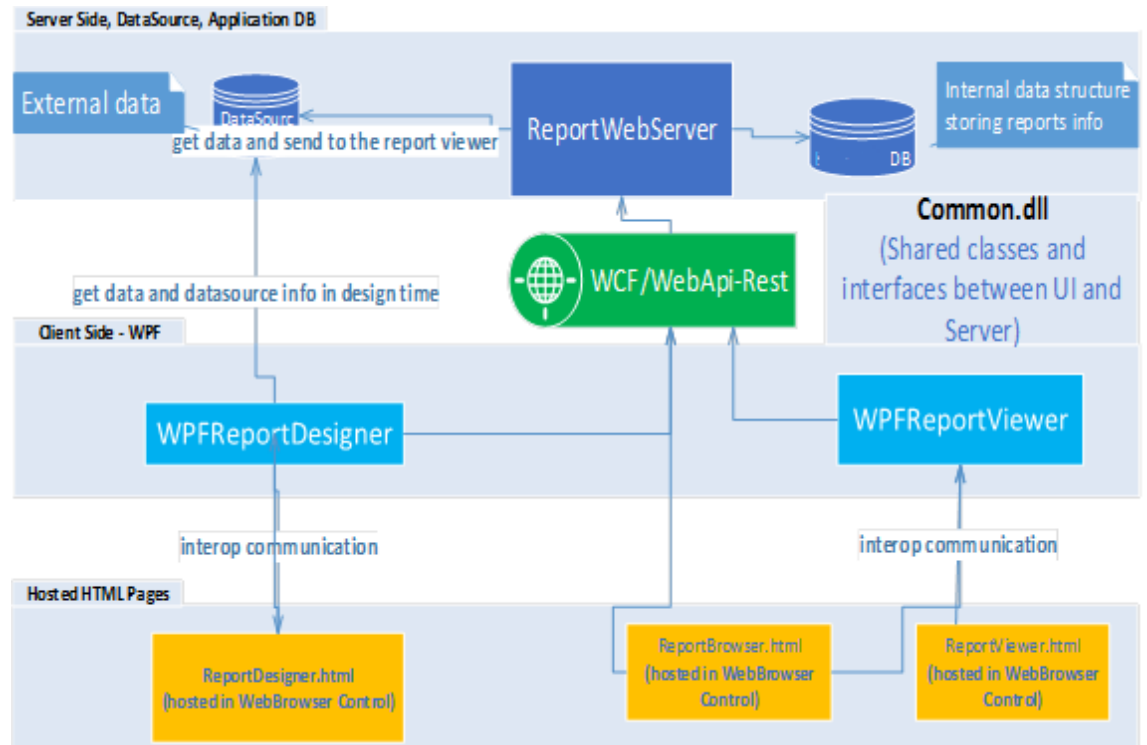 Server Side, DataSource, Application DB
External data
DataSourc
get data and send to the report viewer
ReportWebServer
DB
Internal data structure
storing reports info
Common.dll
(Shared classes and
interfaces between UI and
Server)
WCF/WebApi-Rest
get data and datasource info in design time
Client Side - WPF
WPFReportDesigner
WPFReportViewer
interop communication
interop communication
Hosted HTML Pages
ReportDesigner.html
(hosted in WebBrowser Control)
ReportBrowser.html
(hosted in WebBrowser
Control)
ReportViewer.html
(hosted in WebBrowser
Control)